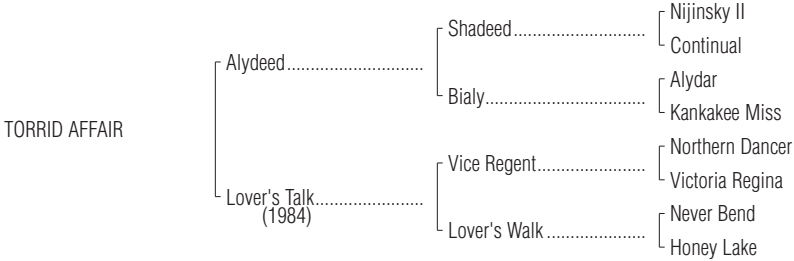 Nijinsky II
Shadeed..............................
Continual
Alydeed..............................
Alydar
Bialy....................................
Kankakee Miss
TORRID AFFAIR
Northern Dancer
Vice Regent........................
Victoria Regina
Lover's Talk........................
(1984)
Never Bend
Lover's Walk ......................
Honey Lake